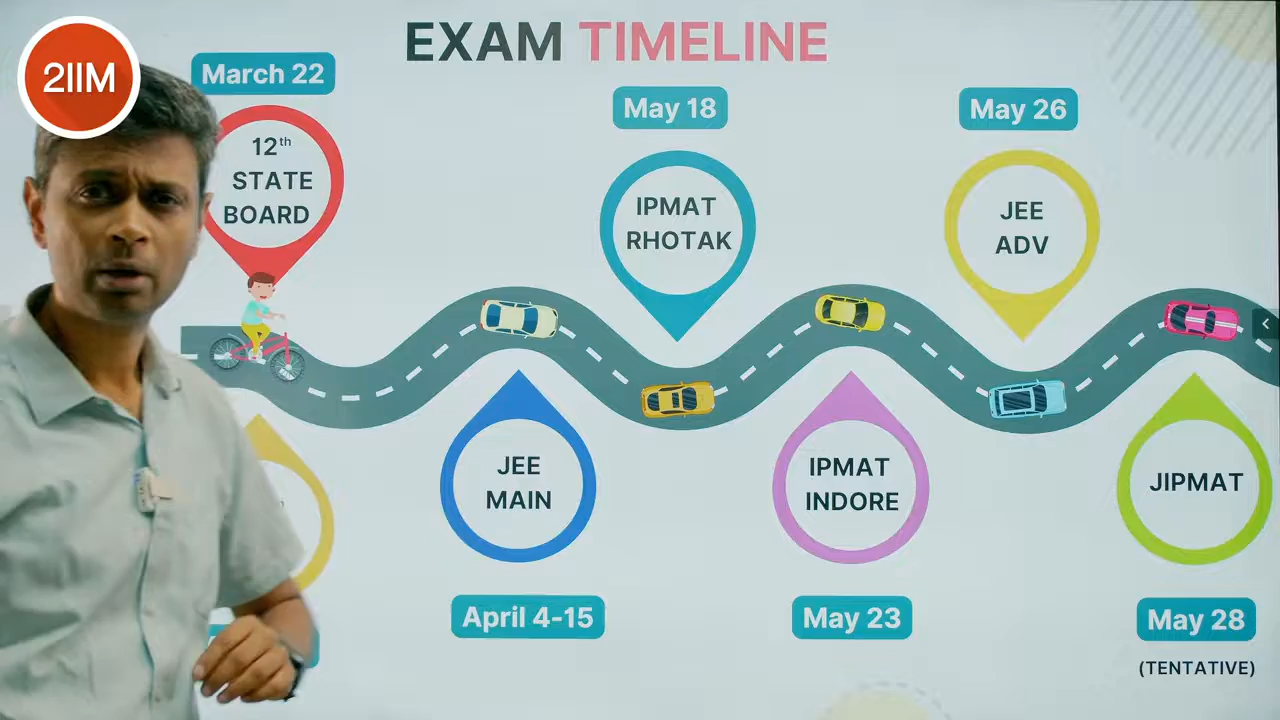 2IIM
EXAM TIMELINE
March 22
12th
STATE
BOARD
JEE
MAIN
April 4-15
May 18
IPMAT
RHOTAK
IPMAT
INDORE
May 23
May 26
JEE
ADV
JIPMAT
May 28
(TENTATIVE)